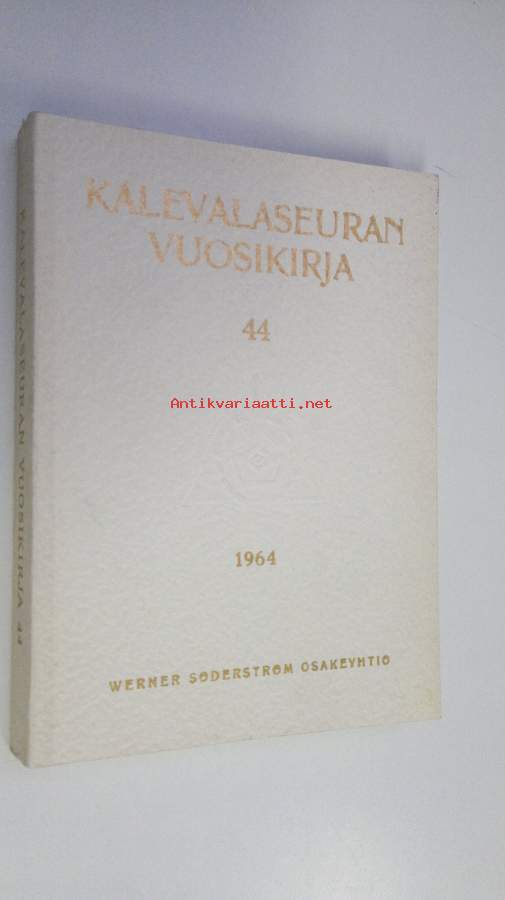 KALEVALASEURAN
VUOSIKIRJA
44
Antikvariaatti.net
1964
WERNER SÖDERSTRÖM OSAKEYHTIÖ
KALEVALASEURAN VUOSIKIRJA 44